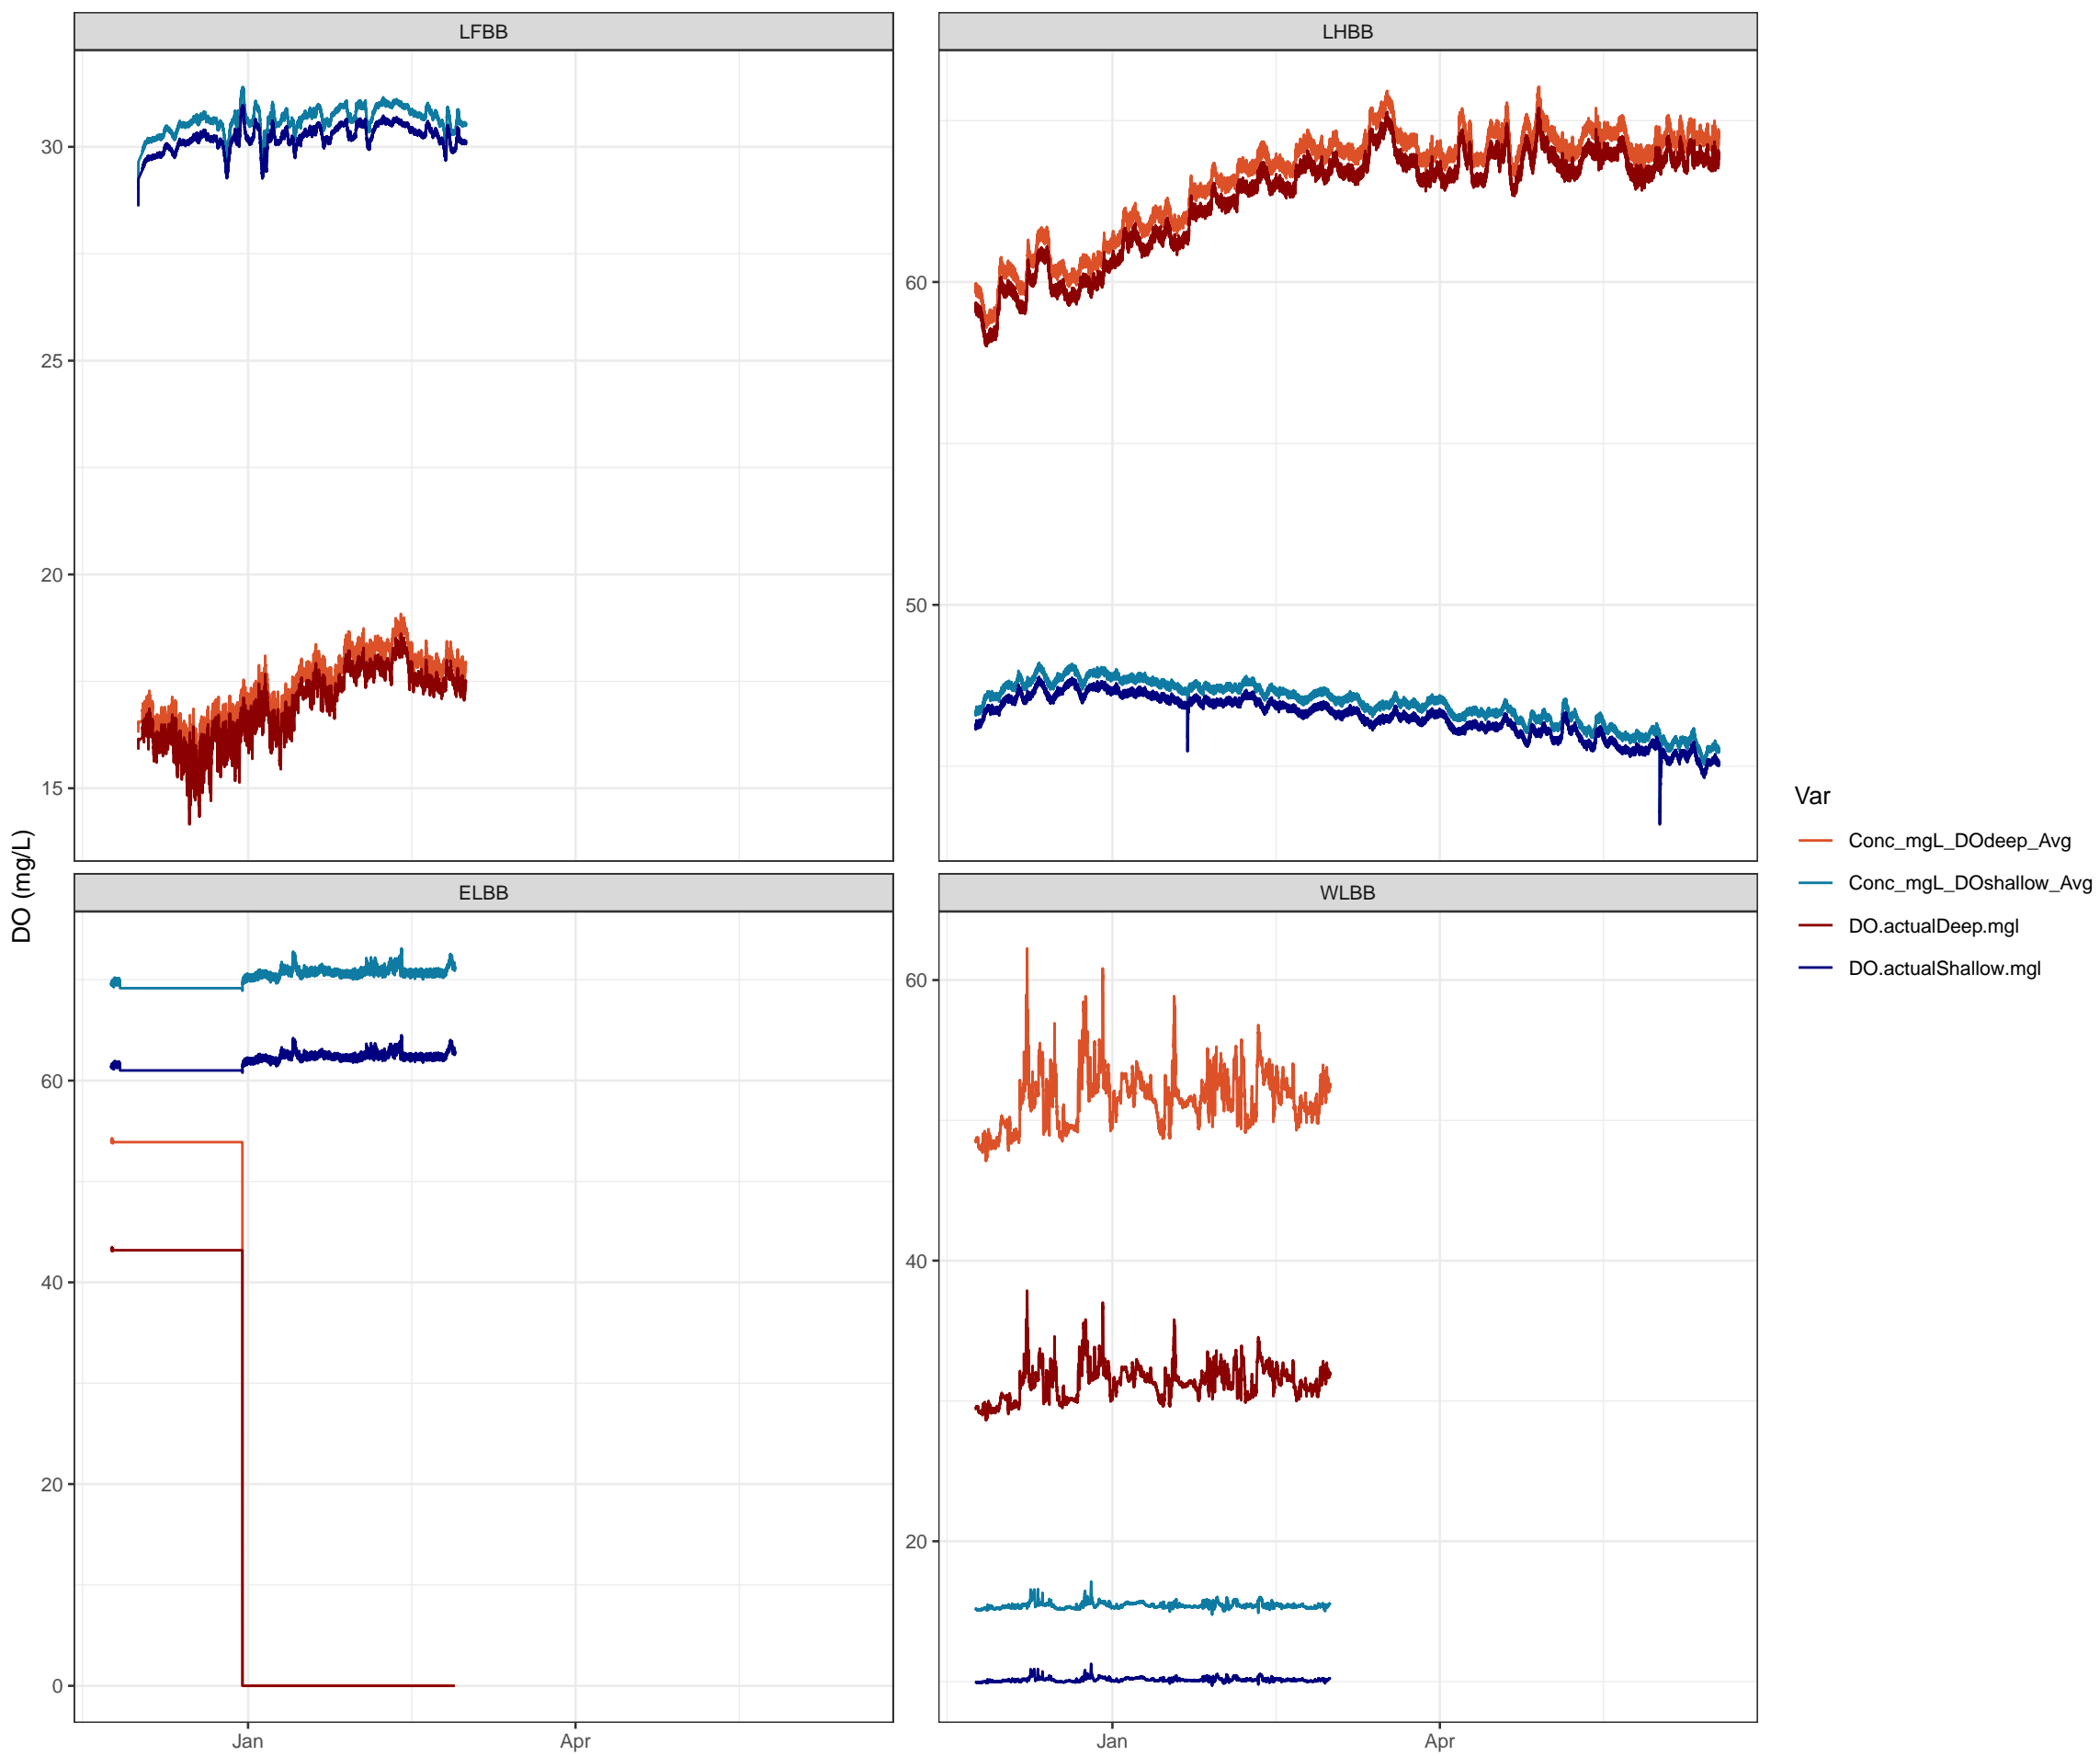 LFBB
LHBB
30
25
20
15
60
50
ELBB
WLBB
60
40
20
0
60
40
20
Jan
Apr
Jan
Apr
DO (mg/L)
Var
Conc_mgL_DOdeep_Avg
Conc_mgL_DOshallow_Avg
DO.actualDeep.mgl
DO.actualShallow.mgl